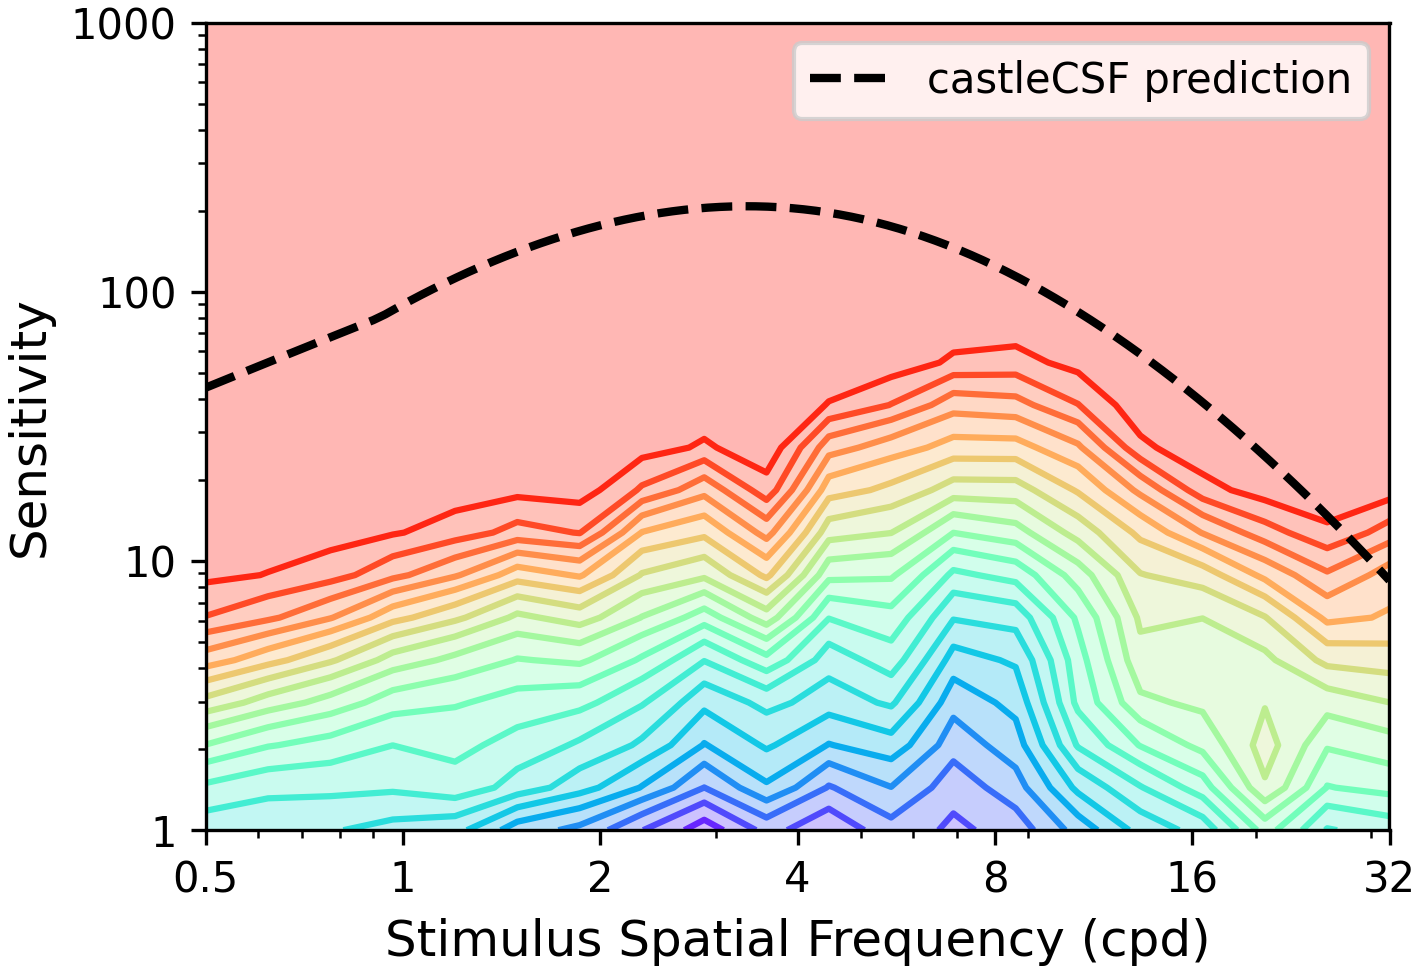 1000
100
10
1
Sensitivity
castleCSF prediction
0.5 1 2 4 8 16 32
Stimulus Spatial Frequency (cpd)